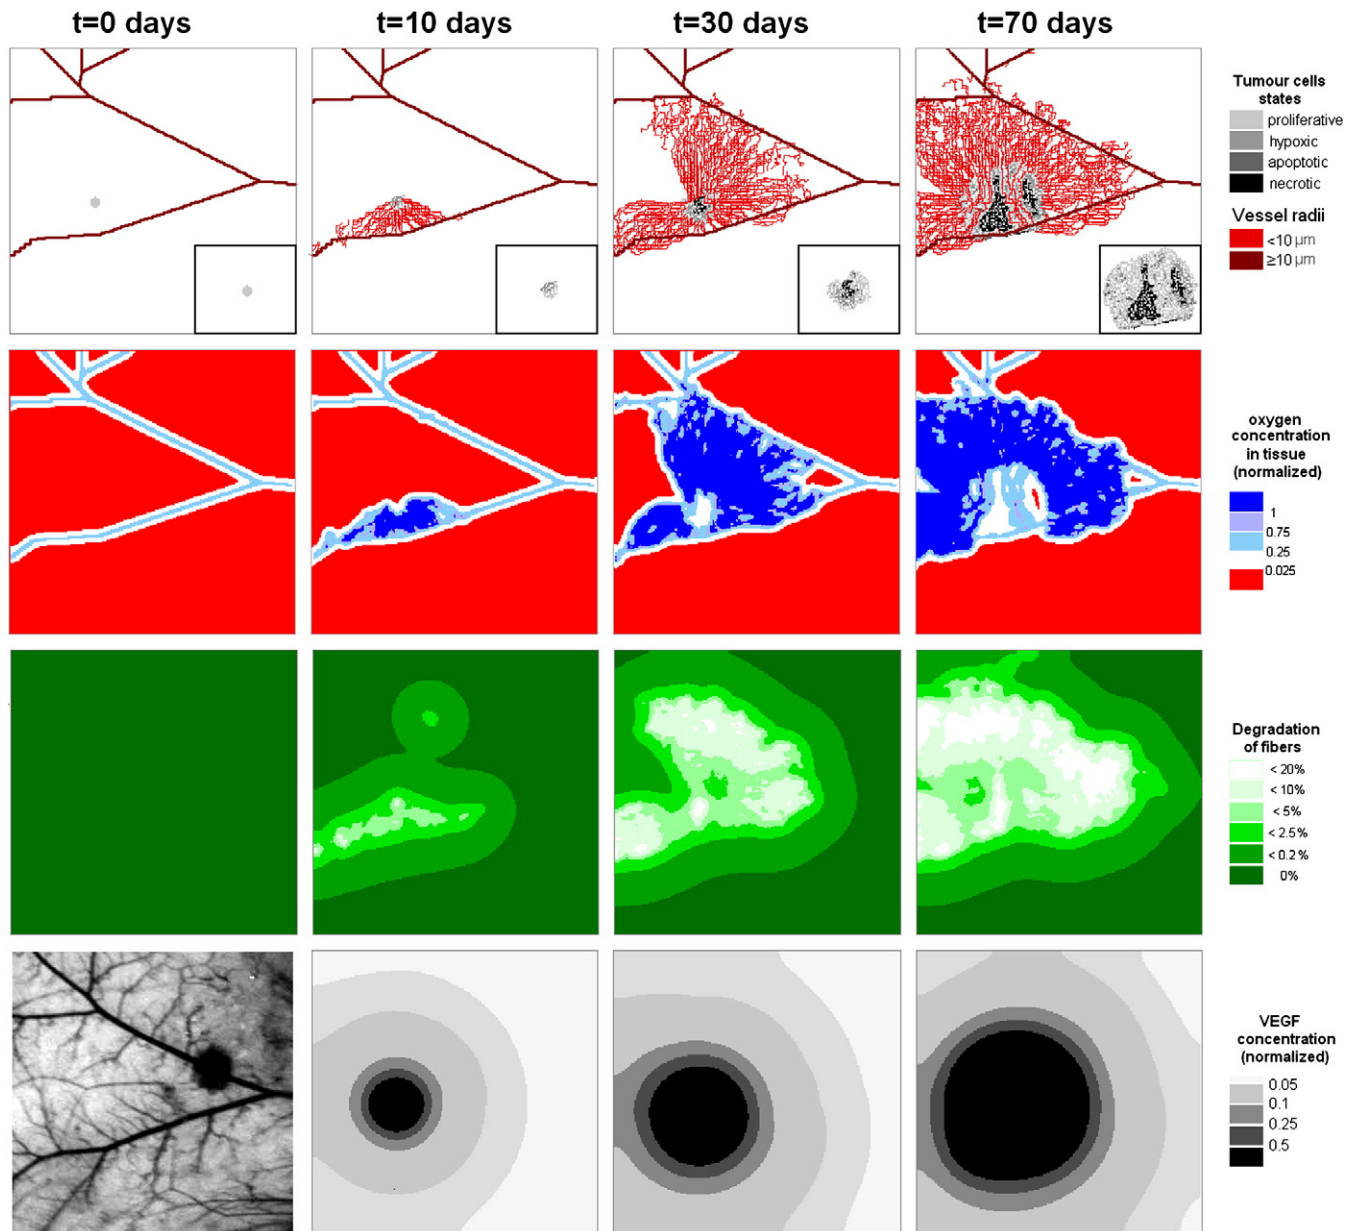 t=0 days t=10 days t=30 days t=70 days
Tumour cells
states
proliferative
hypoxic
apoptotic
necrotic
Vessel radii
<10 μm
≥10 μm
oxygen
concentration
in tissue
(normalized)
1
0.75
0.25
0.025
Degradation
of fibers
< 20%
< 10%
< 5%
< 2.5%
< 0.2%
0%
VEGF
concentration
(normalized)
0.05
0.1
0.25
0.5